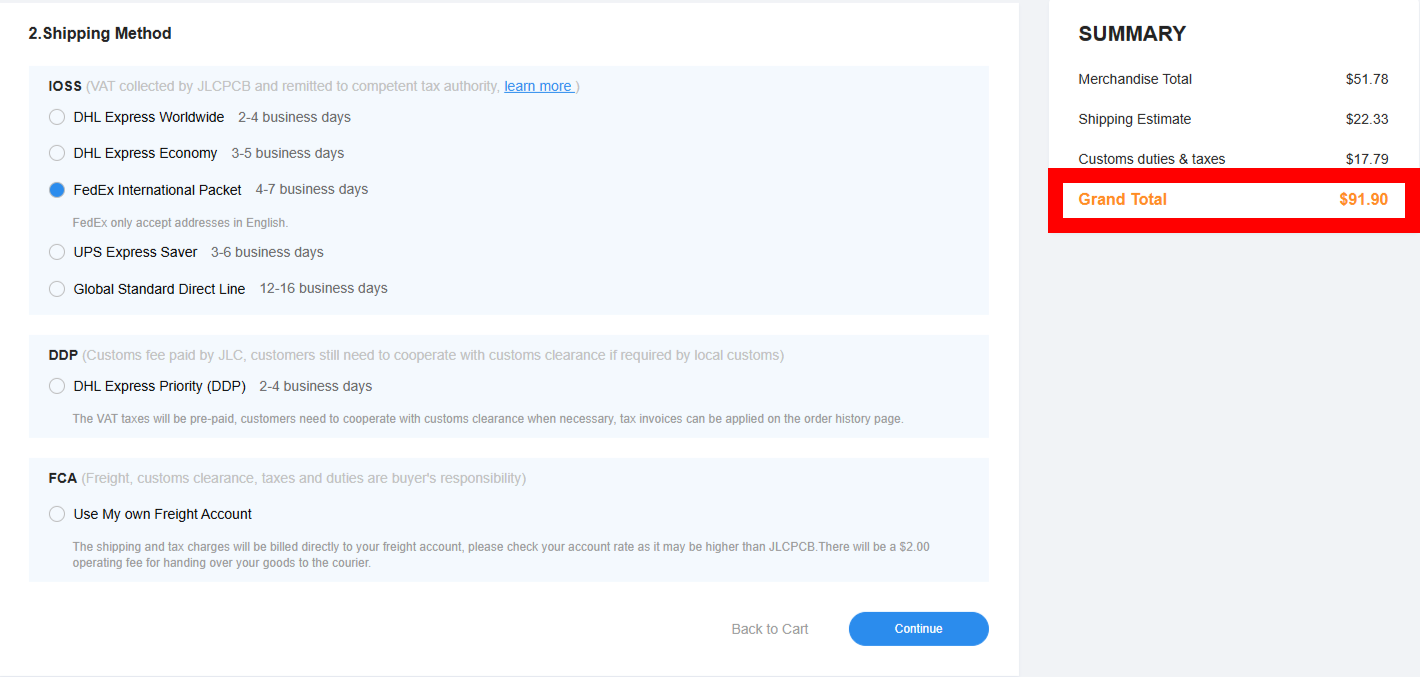 2.Shipping Method
IOSS (VAT collected by JLCPCB and remitted to competent tax authority, learn more )
DHL Express Worldwide 2-4 business days
DHL Express Economy 3-5 business days
FedEx International Packet 4-7 business days
FedEx only accept addresses in English.
UPS Express Saver 3-6 business days
Global Standard Direct Line 12-16 business days
DDP (Customs fee paid by JLC, customers still need to cooperate with customs clearance if required by local customs)
DHL Express Priority (DDP) 2-4 business days
The VAT taxes will be pre-paid, customers need to cooperate with customs clearance when necessary, tax invoices can be applied on the order history page.
FCA (Freight, customs clearance, taxes and duties are buyer's responsibility)
Use My own Freight Account
The shipping and tax charges will be billed directly to your freight account, please check your account rate as it may be higher than JLCPCB.There will be a $2.00
operating fee for handing over your goods to the courier.
Back to Cart
Continue
SUMMARY
Merchandise Total $51.78
Shipping Estimate $22.33
Customs duties & taxes $17.79
Grand Total $91.90